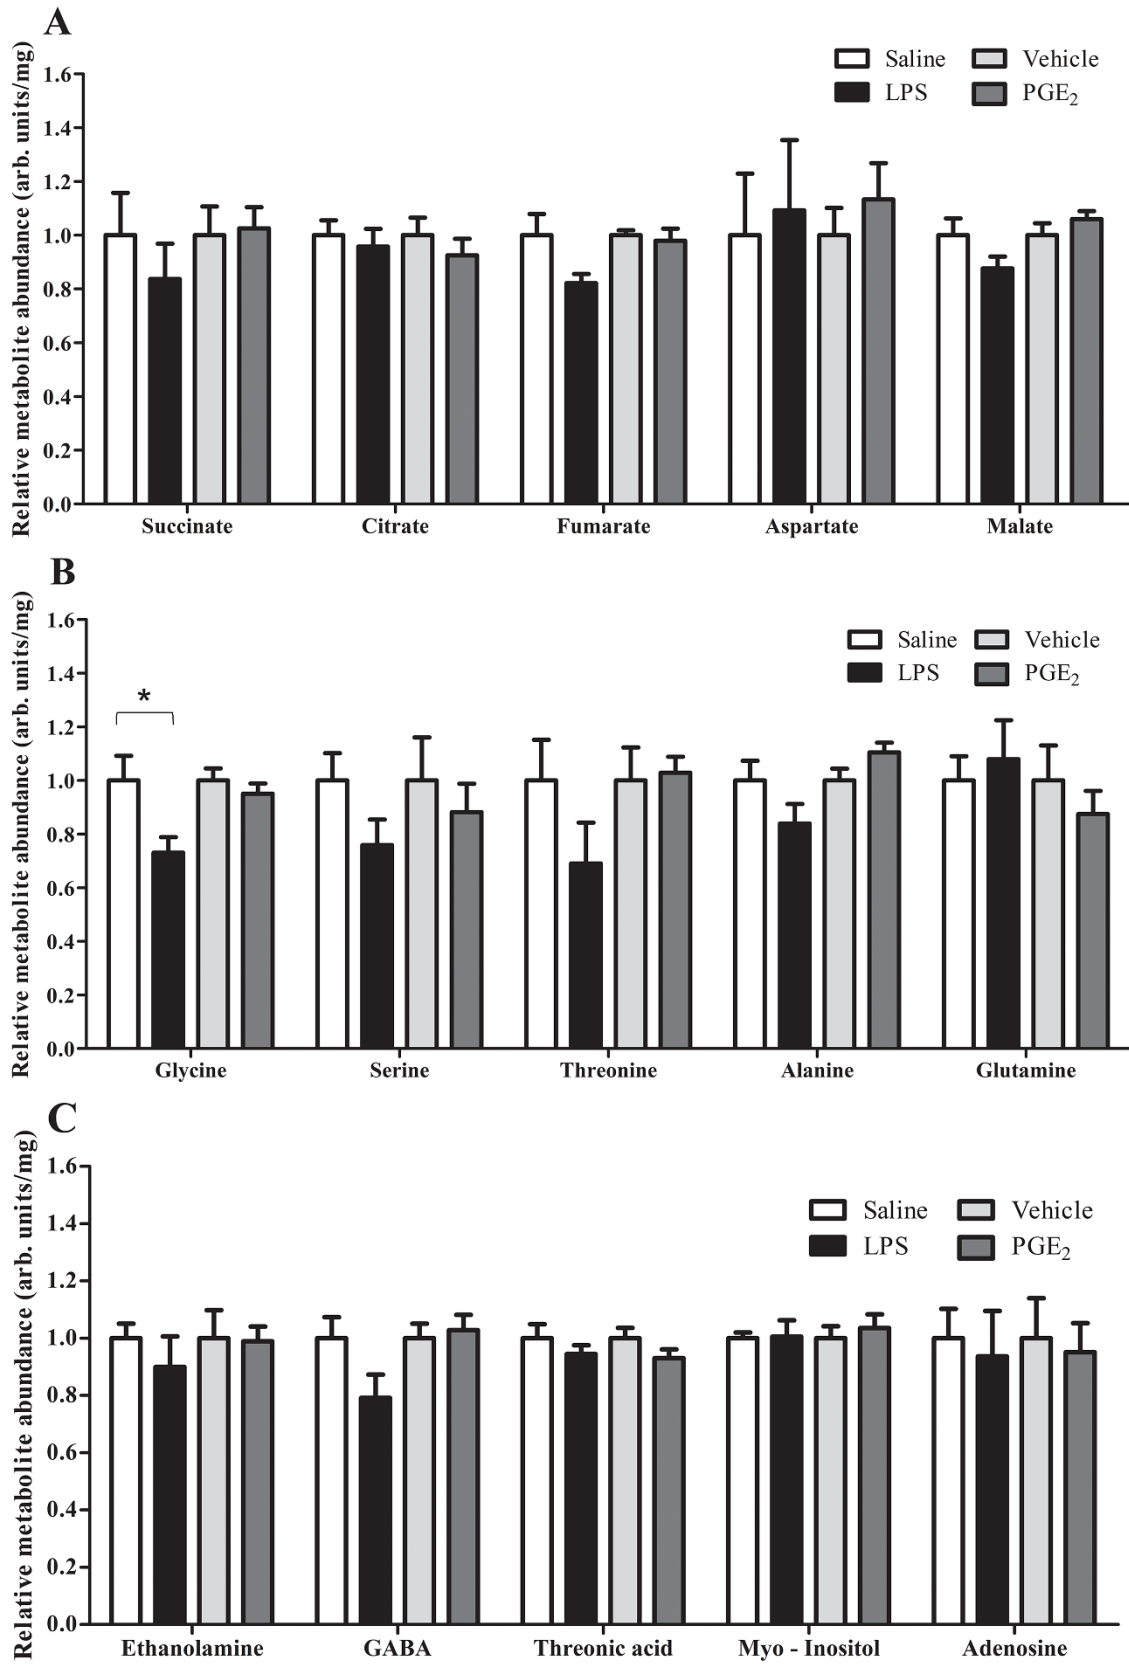 A
Relative metabolite abundance (arb. units/mg)
Saline Vehicle
LPS PGE₂
1.6
1.4
1.2
1.0
0.8
0.6
0.4
0.2
0.0
Succinate Citrate Fumarate Aspartate Malate
B
Relative metabolite abundance (arb. units/mg)
Saline Vehicle
LPS PGE₂
1.6
1.4
*
1.2
1.0
0.8
0.6
0.4
0.2
0.0
Glycine Serine Threonine Alanine Glutamine
C
Relative metabolite abundance (arb. units/mg)
Saline Vehicle
LPS PGE₂
1.6
1.4
1.2
1.0
0.8
0.6
0.4
0.2
0.0
Ethanolamine GABA Threonic acid Myo - Inositol Adenosine